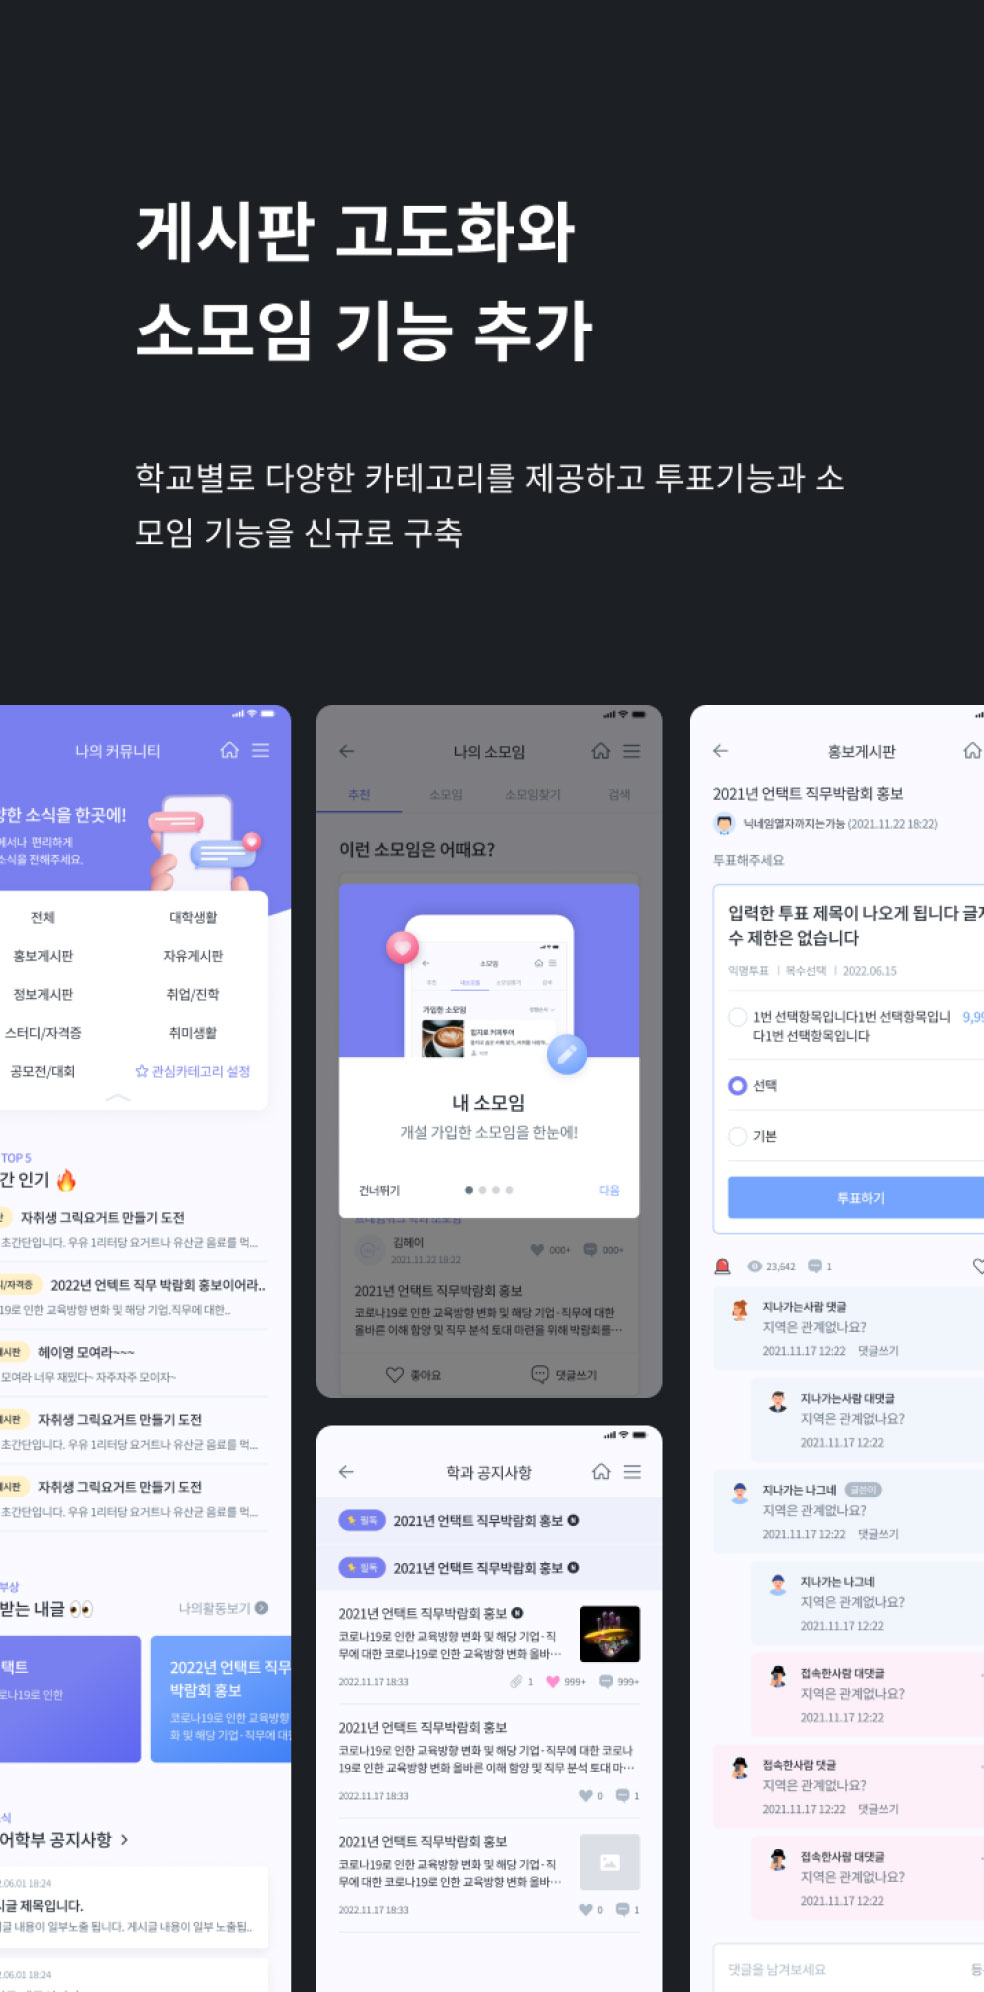 게시판 고도화와
소모임 기능 추가
학교별로 다양한 카테고리를 제공하고 투표기능과 소
모임 기능을 신규로 구축
나의 커뮤니티
소식을 한곳에!
편리하게
소식을 전해주세요.
전체 대학생활
홍보게시판 자유게시판
정보게시판 취업/진학
스터디/자격증 취미생활
공모전/대회 관심카테고리 설정
TOP 5
인기
자취생 그릭요거트 만들기 도전
초간단입니다. 우유 1리터당 요거트나 유산균 음료를 먹...
/자격증 2022년 언택트 직무 박람회 홍보이어라..
19로 인한 교육방향 변화 및 해당 기업.직무에 대한..
헤이영 모여라~~~
모여라 너무 재밌다~ 자주자주 모이자~
자취생 그릭요거트 만들기 도전
초간단입니다. 우유 1리터당 요거트나 유산균 음료를 먹...
자취생 그릭요거트 만들기 도전
초간단입니다. 우유 1리터당 요거트나 유산균 음료를 먹...
받는 내글
나의활동보기
2022년 언택트 직무
박람회 홍보
코로나19로 인한 교육방향
화 및 해당 기업·직무에 대한
어학부 공지사항
.06.01 18:24
제목입니다.
내용이 일부노출 됩니다. 게시글 내용이 일부 노출됩..
.06.01 18:24
나의 소모임
추천 소모임 소모임찾기 검색
이런 소모임은 어때요?
소모임
가입한 소모임
내 소모임
개설 가입한 소모임을 한눈에!
건너뛰기 다음
김헤이
2021.11.22 18:22
000+ 000+
2021년 언택트 직무박람회 홍보
코로나19로 인한 교육방향 변화 및 해당 기업·직무에 대한
올바른 이해 함양 및 직무 분석 토대 마련을 위해 박람회를…
좋아요 댓글쓰기
학과 공지사항
필독 2021년 언택트 직무박람회 홍보 N
필독 2021년 언택트 직무박람회 홍보 N
2021년 언택트 직무박람회 홍보 N
코로나19로 인한 교육방향 변화 및 해당 기업·직
무에 대한 코로나19로 인한 교육방향 변화 올바…
2022.11.17 18:33 1 999+ 999+
2021년 언택트 직무박람회 홍보
코로나19로 인한 교육방향 변화 및 해당 기업·직무에 대한 코로나
19로 인한 교육방향 변화 올바른 이해 함양 및 직무 분석 토대 마…
2022.11.17 18:33 0 1
2021년 언택트 직무박람회 홍보
코로나19로 인한 교육방향 변화 및 해당 기업·직
무에 대한 코로나19로 인한 교육방향 변화 올바…
2022.11.17 18:33 0 1
홍보게시판
2021년 언택트 직무박람회 홍보
닉네임열자까지는가능 (2021.11.22 18:22)
투표해주세요
입력한 투표 제목이 나오게 됩니다 글자
수 제한은 없습니다
익명투표 | 복수선택 | 2022.06.15
1번 선택항목입니다1번 선택항목입니 9,99
다1번 선택항목입니다
선택
기본
투표하기
23,642 1
지나가는사람 댓글
지역은 관계없나요?
2021.11.17 12:22 댓글쓰기
지나가는사람 대댓글
지역은 관계없나요?
2021.11.17 12:22
지나가는 나그네 글쓴이
지역은 관계없나요?
2021.11.17 12:22 댓글쓰기
지나가는 나그네
지역은 관계없나요?
2021.11.17 12:22
접속한사람 대댓글
지역은 관계없나요?
2021.11.17 12:22
접속한사람 댓글
지역은 관계없나요?
2021.11.17 12:22 댓글쓰기
접속한사람 대댓글
지역은 관계없나요?
2021.11.17 12:22
댓글을 남겨보세요